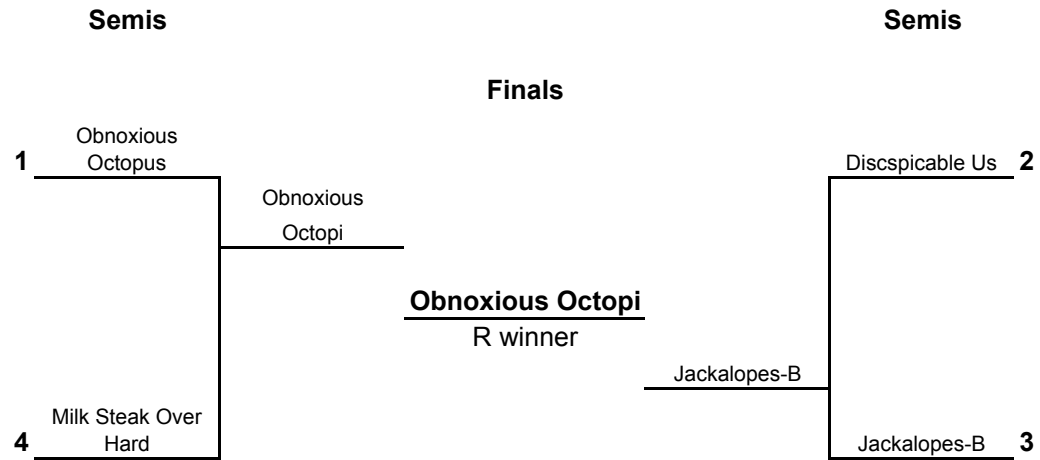 Semis
Semis
Finals
Obnoxious
1 Octopus
Discspicable Us 2
Obnoxious
Octopi
Obnoxious Octopi
R winner
Jackalopes-B
Milk Steak Over
4 Hard
Jackalopes-B 3